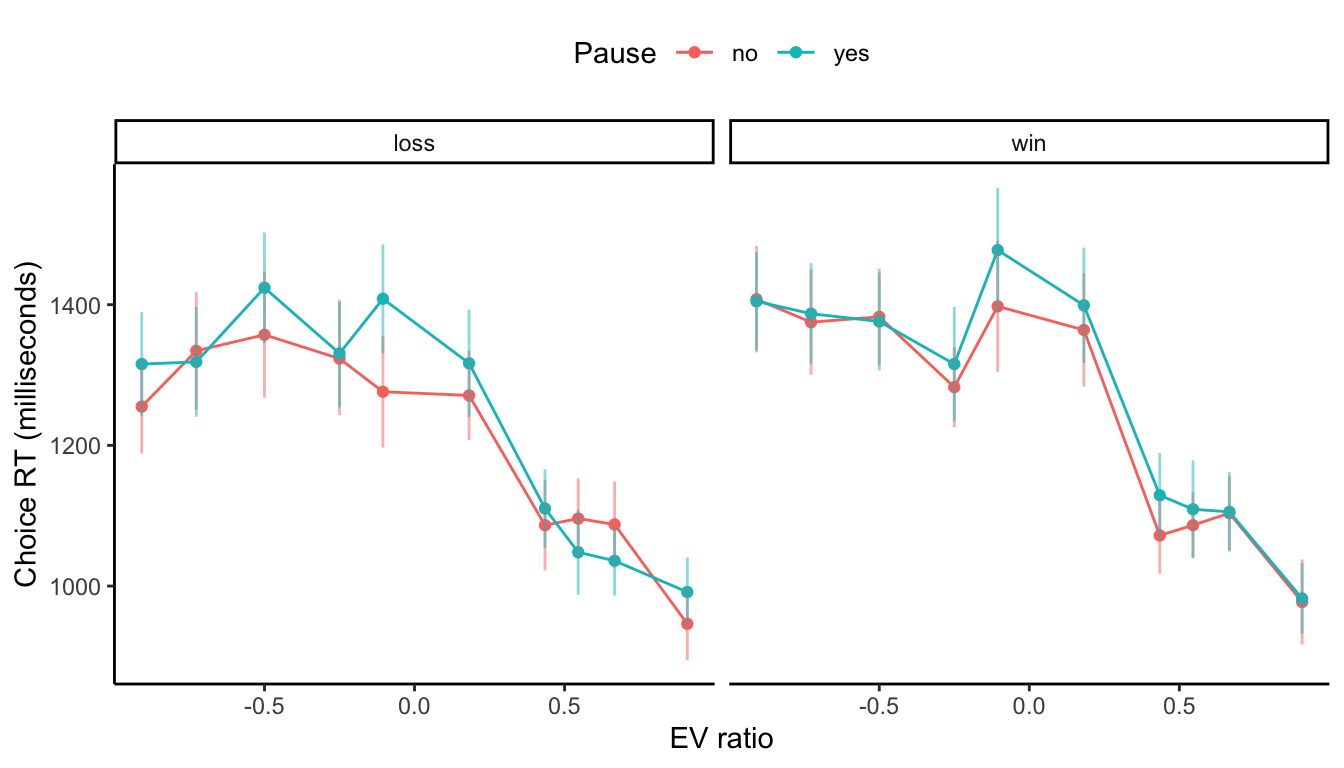 Pause no yes
loss win
Choice RT (milliseconds)
1400
1200
1000
-0.5 0.0 0.5 -0.5 0.0 0.5
EV ratio